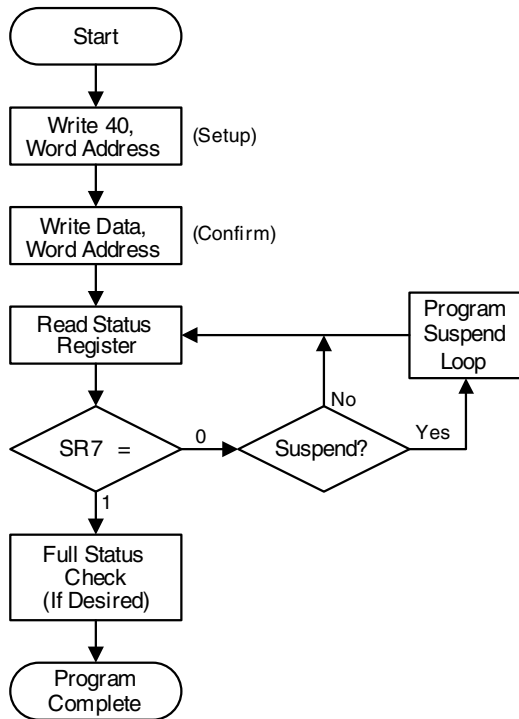 Start
Write 40,
Word Address
(Setup)
Write Data,
Word Address
(Confirm)
Read Status
Register
Program
Suspend
Loop
No
SR7 =
0
Suspend?
Yes
1
Full Status
Check
(If Desired)
Program
Complete